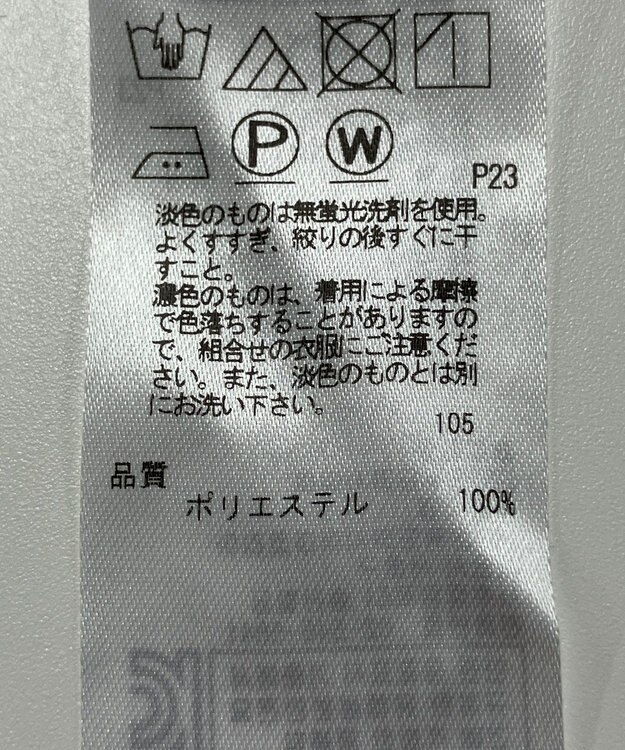 P
W
P23
淡色のものは無蛍光洗剤を使用。
よくすすぎ、絞りの後すぐに干
すこと。
濃色のものは、着用による摩擦
で色落ちすることがありますの
で、組合せの衣服にご注意くだ
さい。また、淡色のものとは別
にお洗い下さい。
105
品質
ポリエステル 100%